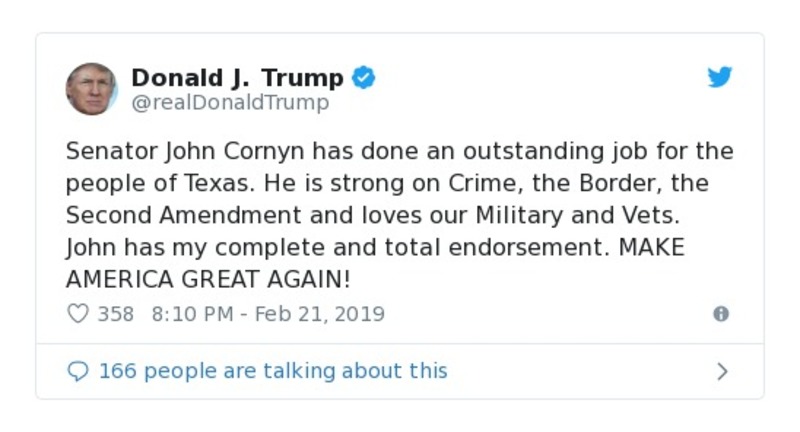 Donald J. Trump
@realDonaldTrump
Senator John Cornyn has done an outstanding job for the
people of Texas. He is strong on Crime, the Border, the
Second Amendment and loves our Military and Vets.
John has my complete and total endorsement. MAKE
AMERICA GREAT AGAIN!
358 8:10 PM - Feb 21, 2019
166 people are talking about this